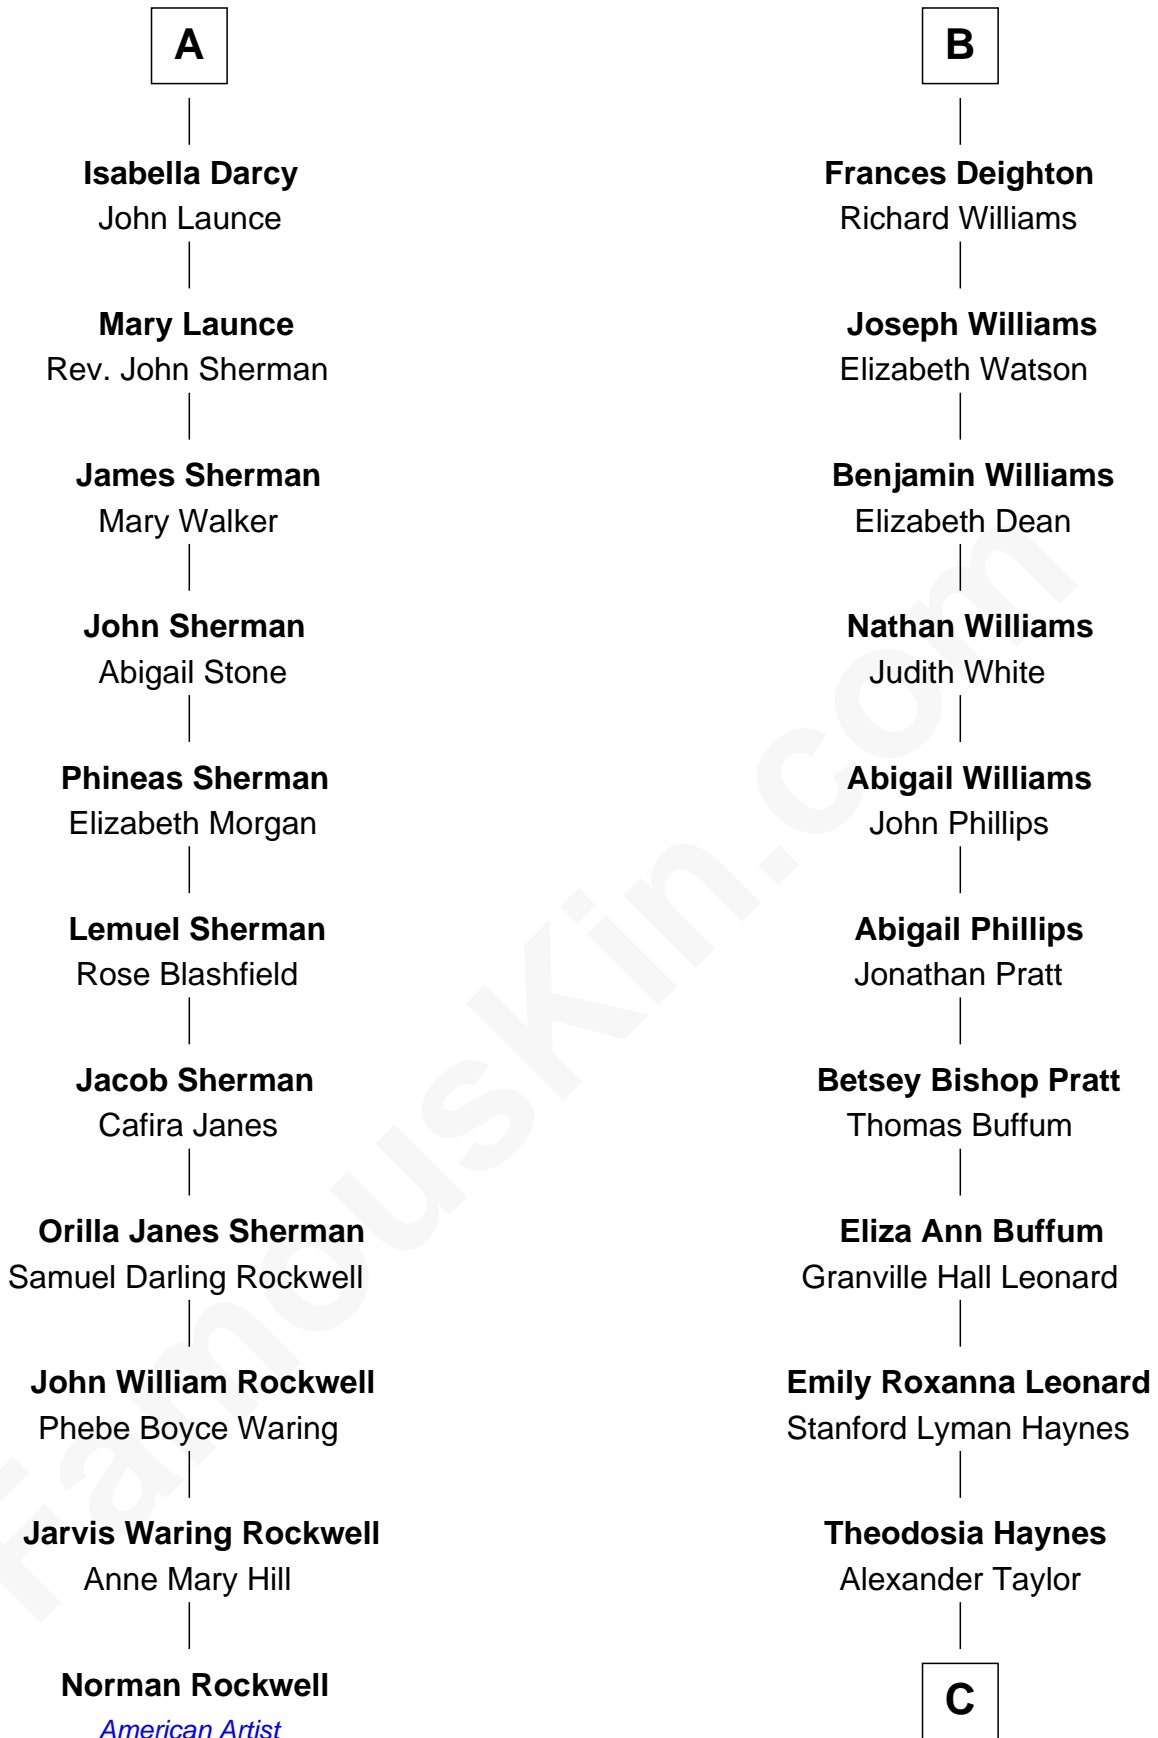 A
Isabella Darcy
John Launce
Mary Launce
Rev. John Sherman
James Sherman
Mary Walker
John Sherman
Abigail Stone
Phineas Sherman
Elizabeth Morgan
Lemuel Sherman
Rose Blashfield
Jacob Sherman
Cafira Janes
Orilla Janes Sherman
Samuel Darling Rockwell
John William Rockwell
Phebe Boyce Waring
Jarvis Waring Rockwell
Anne Mary Hill
Norman Rockwell
American Artist
B
Frances Deighton
Richard Williams
Joseph Williams
Elizabeth Watson
Benjamin Williams
Elizabeth Dean
Nathan Williams
Judith White
Abigail Williams
John Phillips
Abigail Phillips
Jonathan Pratt
Betsey Bishop Pratt
Thomas Buffum
Eliza Ann Buffum
Granville Hall Leonard
Emily Roxanna Leonard
Stanford Lyman Haynes
Theodosia Haynes
Alexander Taylor
C
FamousKin.com